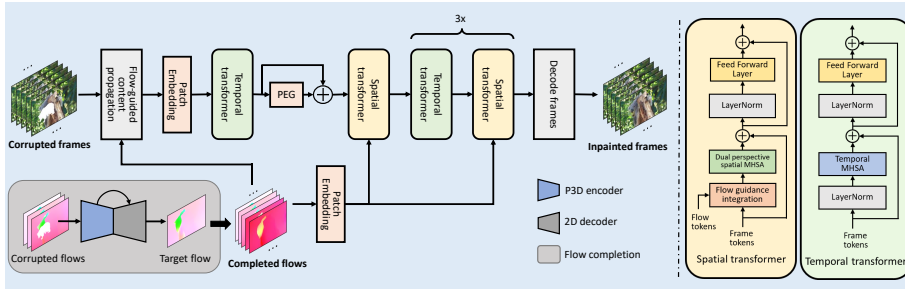 3x
Corrupted frames
Flow-guided
content
propagation
Patch
Embedding
Temporal
transformer
PEG
Spatial
transformer
Temporal
transformer
Spatial
transformer
Decode frames
Inpainted frames
Corrupted flows
Target flow
Completed flows
Patch
Embedding
P3D encoder
2D decoder
Flow completion
Feed Forward
Layer
LayerNorm
Dual perspective
spatial MHSA
Flow guidance
integration
Flow
tokens
Frame
tokens
Spatial transformer
Feed Forward
Layer
LayerNorm
Temporal
MHSA
LayerNorm
Frame
tokens
Temporal transformer